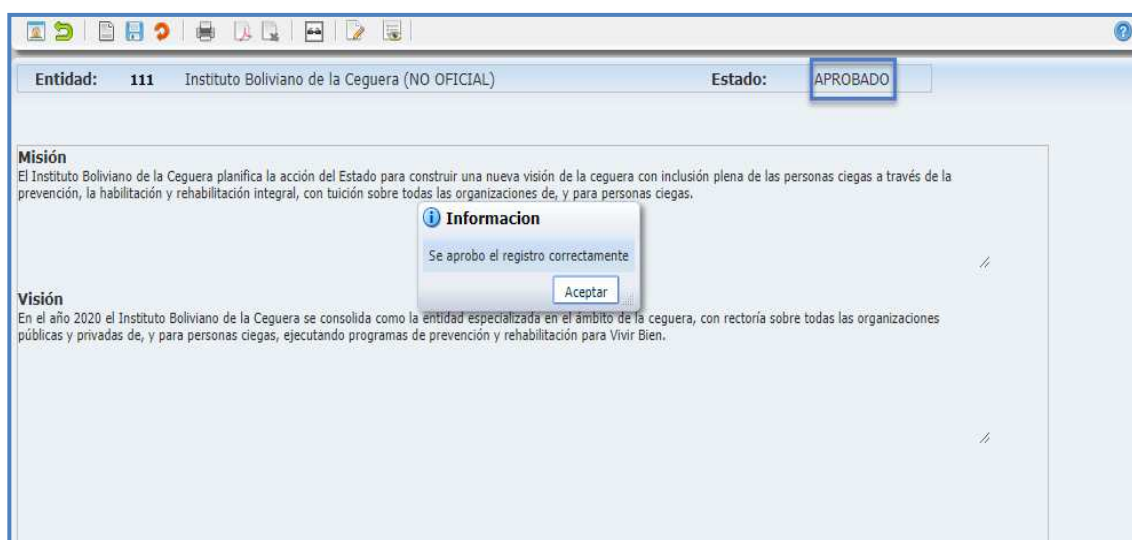 Entidad: 111 Instituto Boliviano de la Ceguera (NO OFICIAL) Estado: APROBADO
Misión
El Instituto Boliviano de la Ceguera planifica la acción del Estado para construir una nueva visión de la ceguera con inclusión plena de las personas ciegas a través de la
prevención, la habilitación y rehabilitación integral, con tuición sobre todas las organizaciones de, y para personas ciegas.
Informacion
Se aprobo el registro correctamente
Aceptar
Visión
En el año 2020 el Instituto Boliviano de la Ceguera se consolida como la entidad especializada en el ámbito de la ceguera, con rectoría sobre todas las organizaciones
públicas y privadas de, y para personas ciegas, ejecutando programas de prevención y rehabilitación para Vivir Bien.